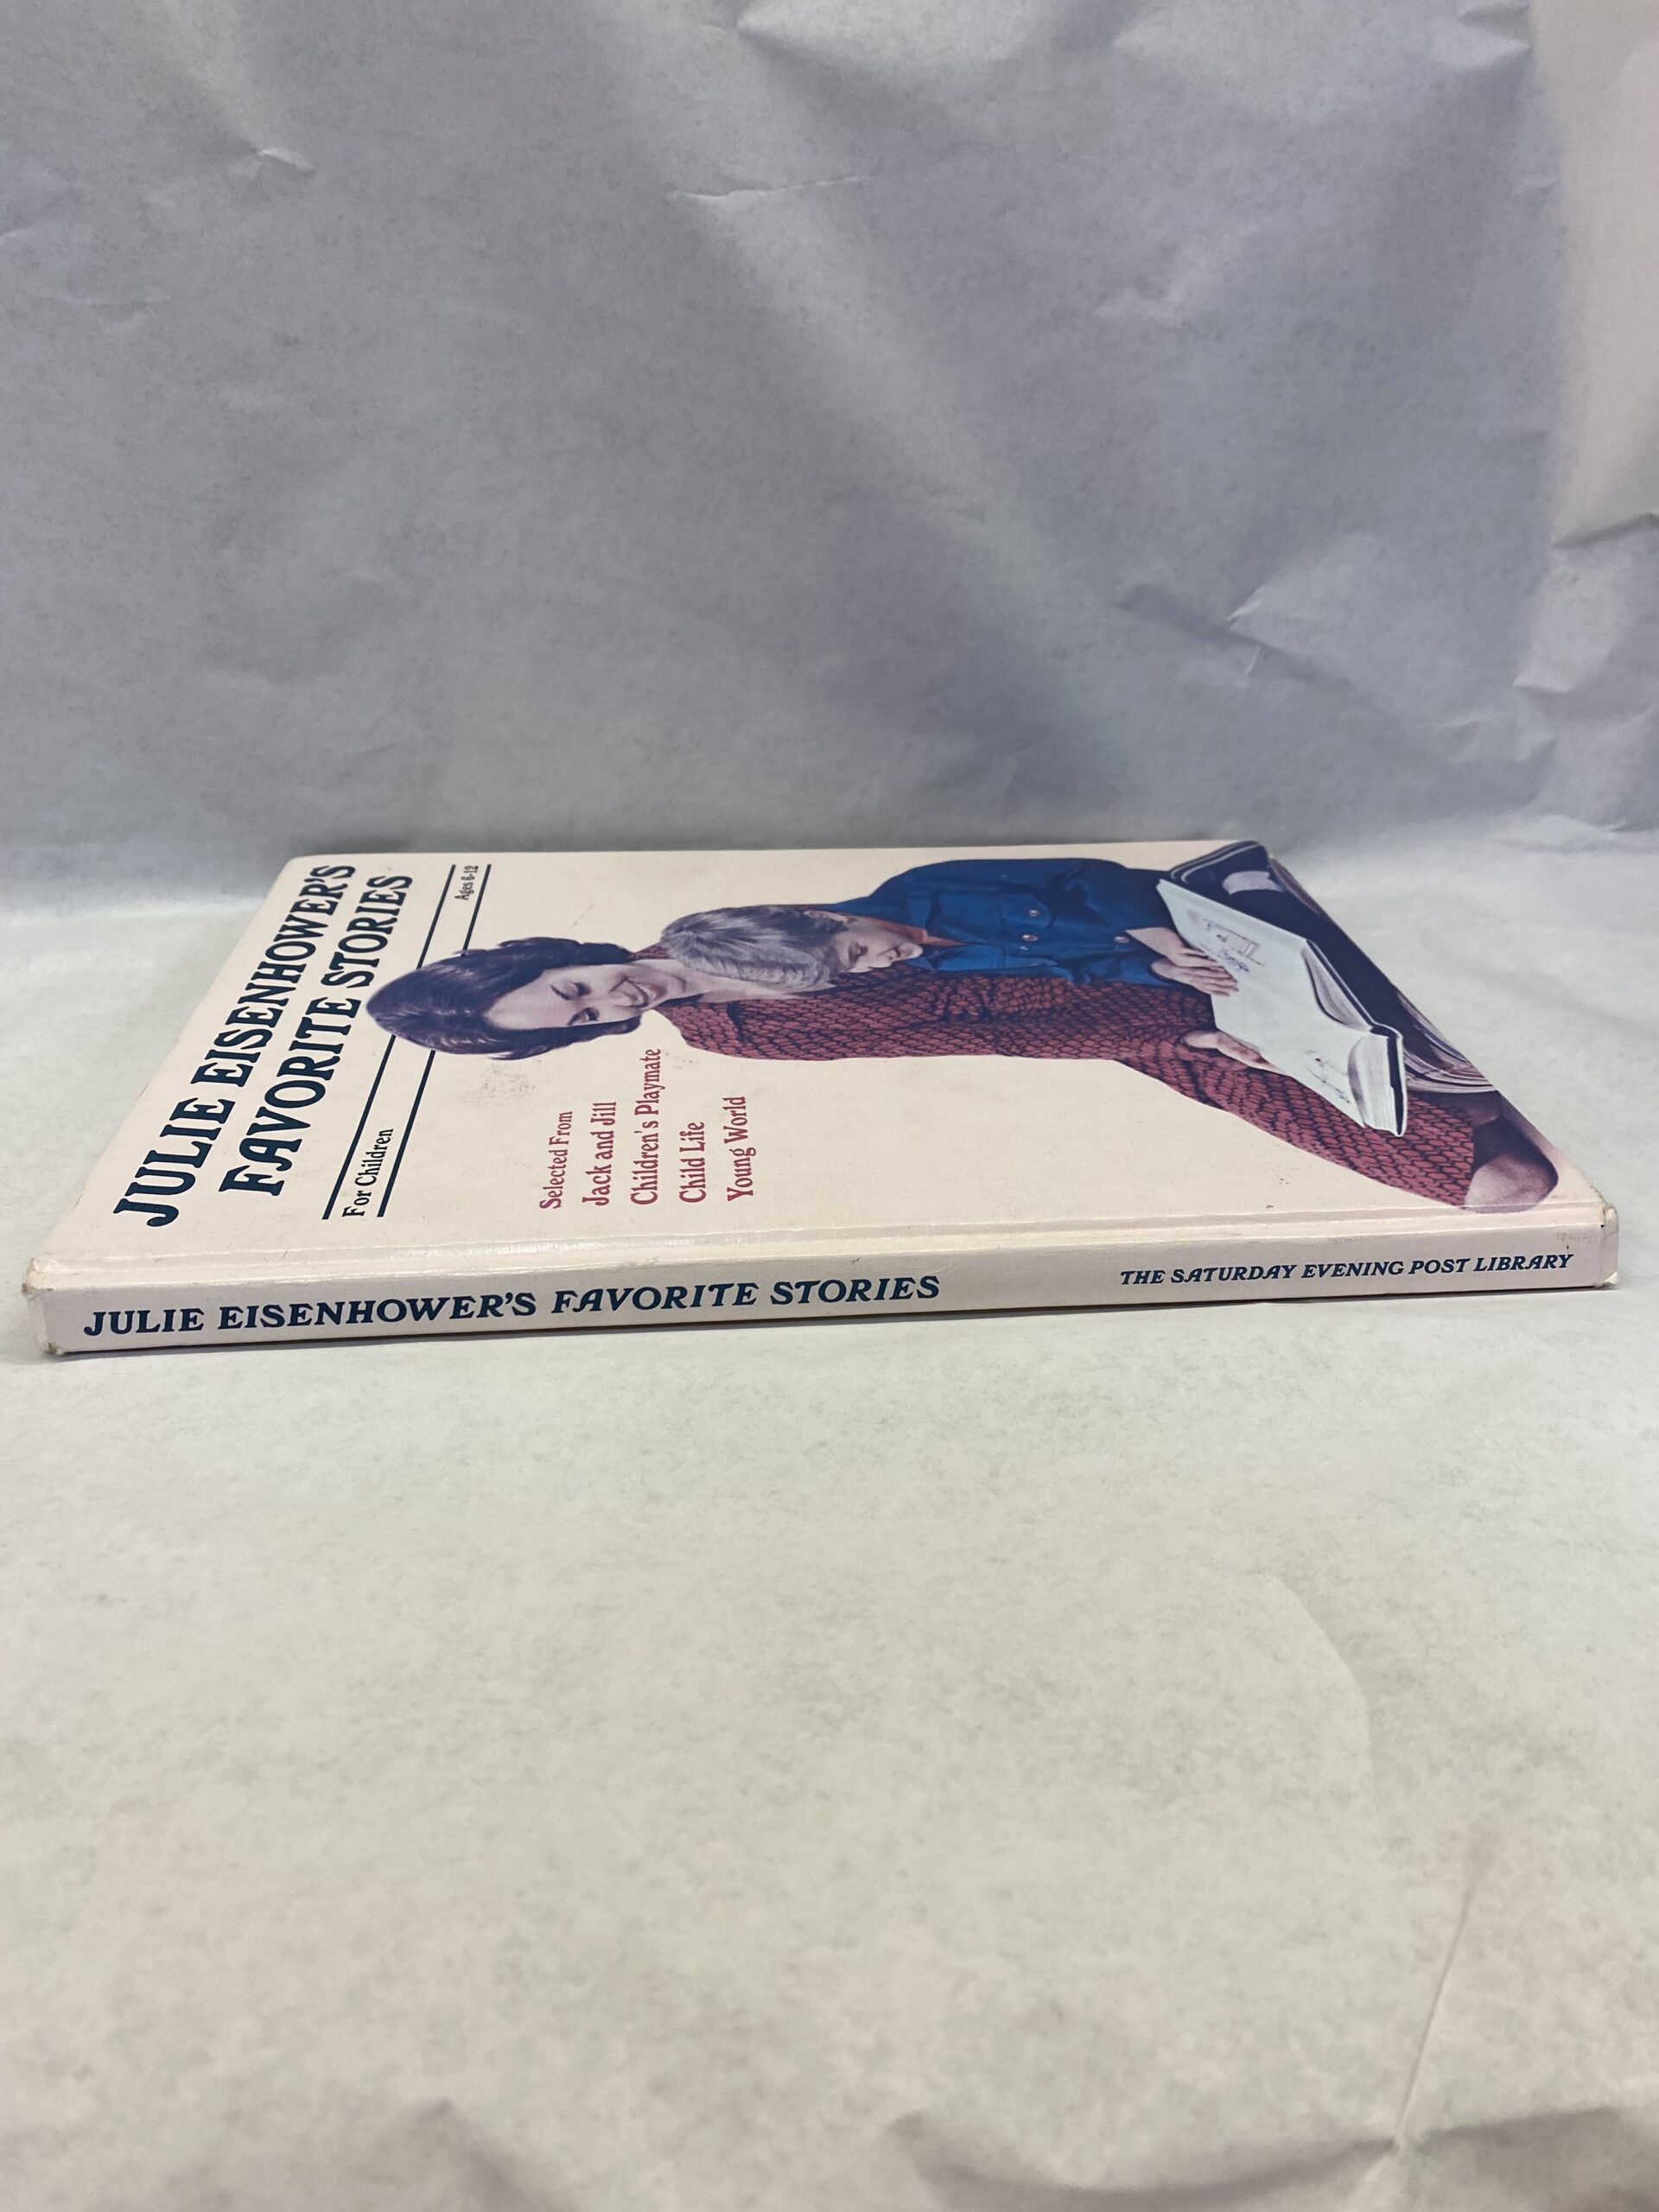 JULIE EISENHOWER'S
FAVORITE STORIES
For Children
Ages 6-12
Selected From
Jack and Jill
Children's Playmate
Child Life
Young World
JULIE EISENHOWER'S FAVORITE STORIES
THE SATURDAY EVENING POST LIBRARY